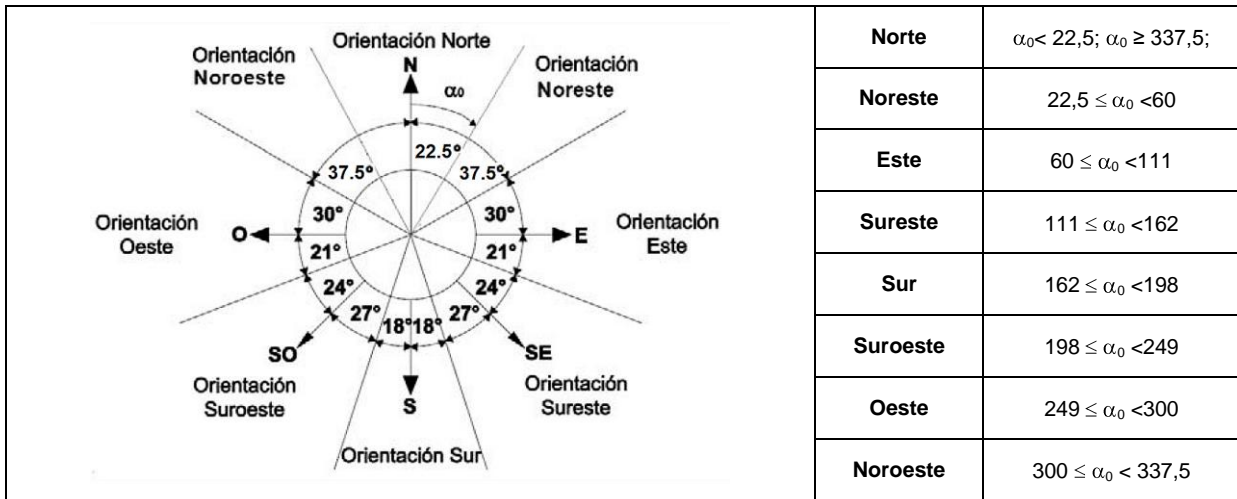 Orientación Norte
N
Orientación
Noroeste
α₀
Orientación
Noreste
22.5°
37.5°
37.5°
30°
30°
Orientación
Oeste
O
E
Orientación
Este
21°
21°
24°
24°
27°
18°
18°
27°
SO
SE
Orientación
Suroeste
S
Orientación
Sureste
Orientación Sur
Norte α₀< 22,5; α₀ ≥ 337,5;
Noreste 22,5 ≤ α₀ <60
Este 60 ≤ α₀ <111
Sureste 111 ≤ α₀ <162
Sur 162 ≤ α₀ <198
Suroeste 198 ≤ α₀ <249
Oeste 249 ≤ α₀ <300
Noroeste 300 ≤ α₀ < 337,5